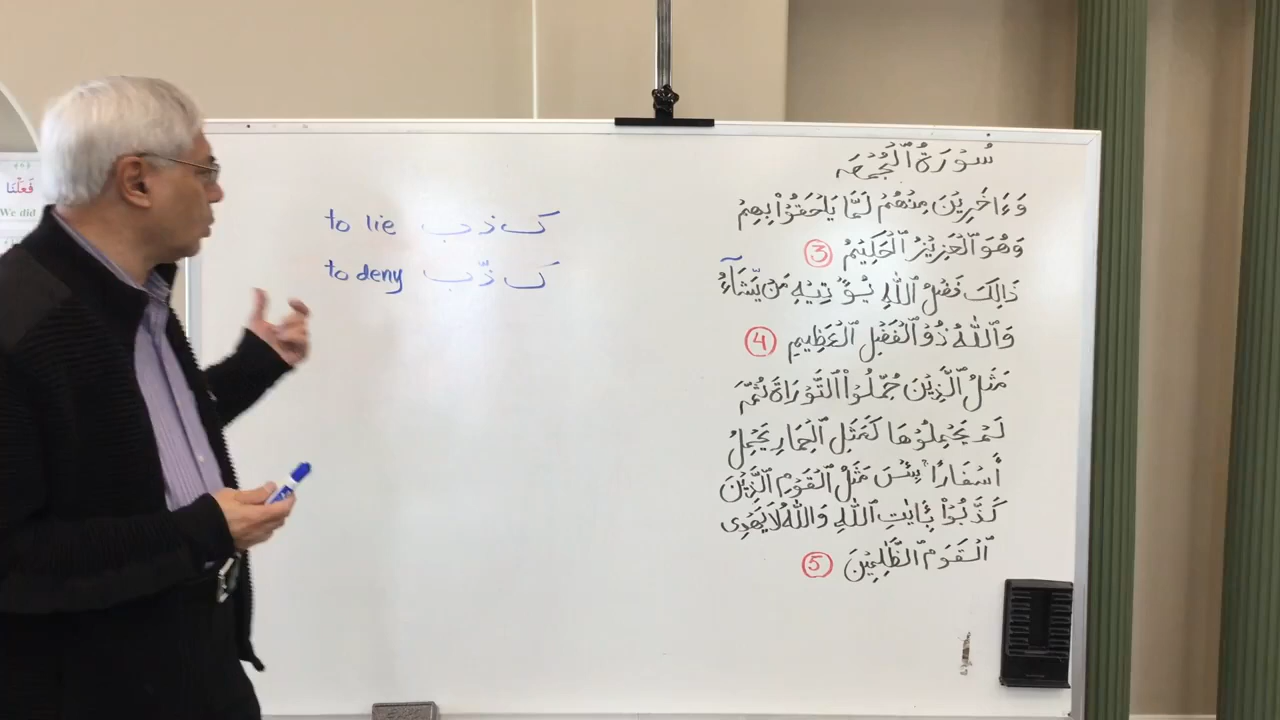 سُورَةُ ٱلْجُمُعَة
وَءَاخَرِينَ مِنْهُمْ لَمَّا يَلْحَقُوا۟ بِهِمْ
وَهُوَ ٱلْعَزِيزُ ٱلْحَكِيمُ 3
ذَالِكَ فَضْلُ ٱللَّهِ يُؤْتِيهِ مَن يَّشَآءُ
وَٱللَّهُ ذُو ٱلْفَضْلِ ٱلْعَظِيمِ 4
مَثَلُ ٱلَّذِينَ حُمِّلُوا۟ ٱلتَّوْرَاةَ ثُمَّ
لَمْ يَحْمِلُوهَا كَمَثَلِ ٱلْحِمَارِ يَحْمِلُ
أَسْفَارًا بِئْسَ مَثَلُ ٱلْقَوْمِ ٱلَّذِينَ
كَذَّبُوا۟ بِـَٔايَٰتِ ٱللَّهِ وَٱللَّهُ لَا يَهْدِى
ٱلْقَوْمَ ٱلظَّٰلِمِينَ 5
to lie ک ذ ب
to deny ک ذّ ب
فَعَلْنَا
We did